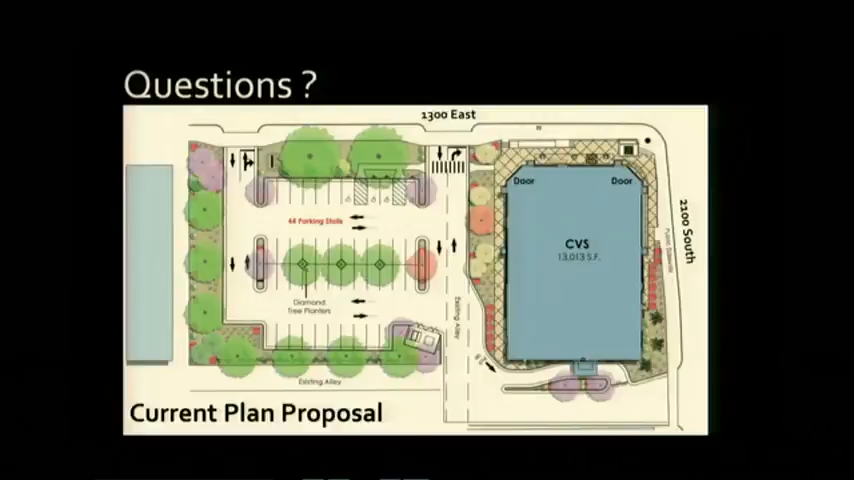 Questions ?
1300 East
Door
Door
2100 South
44 Parking Stalls
CVS
13,013 S.F.
Diamond
Tree Planters
Existing Alley
Existing Alley
Current Plan Proposal